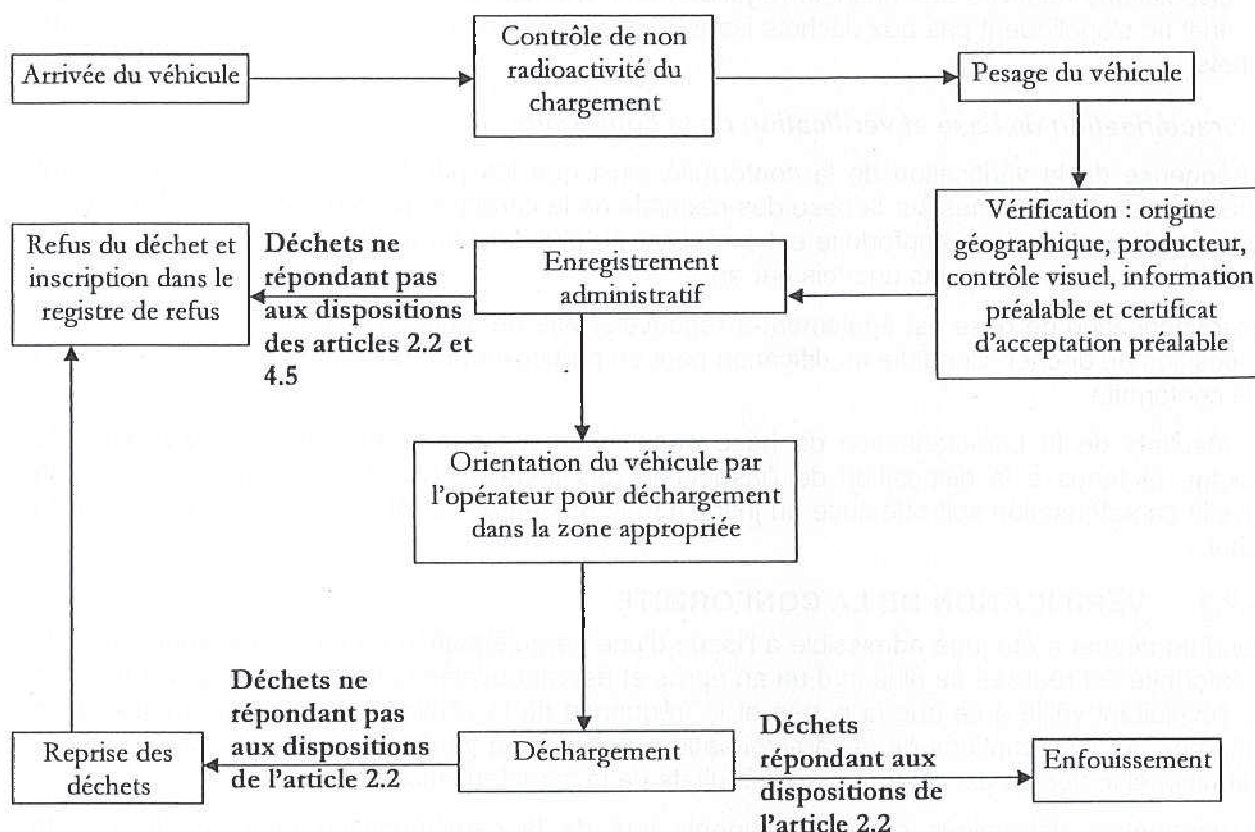 Arrivée du véhicule
Contrôle de non
radioactivité du
chargement
Pesage du véhicule
Vérification : origine
géographique, producteur,
contrôle visuel, information
préalable et certificat
d'acceptation préalable
Enregistrement
administratif
Déchets ne
répondant pas
aux dispositions
des articles 2.2 et
4.5
Refus du déchet et
inscription dans le
registre de refus
Orientation du véhicule par
l'opérateur pour déchargement
dans la zone appropriée
Déchargement
Déchets ne
répondant pas
aux dispositions
de l'article 2.2
Reprise des
déchets
Déchets
répondant aux
dispositions de
l'article 2.2
Enfouissement